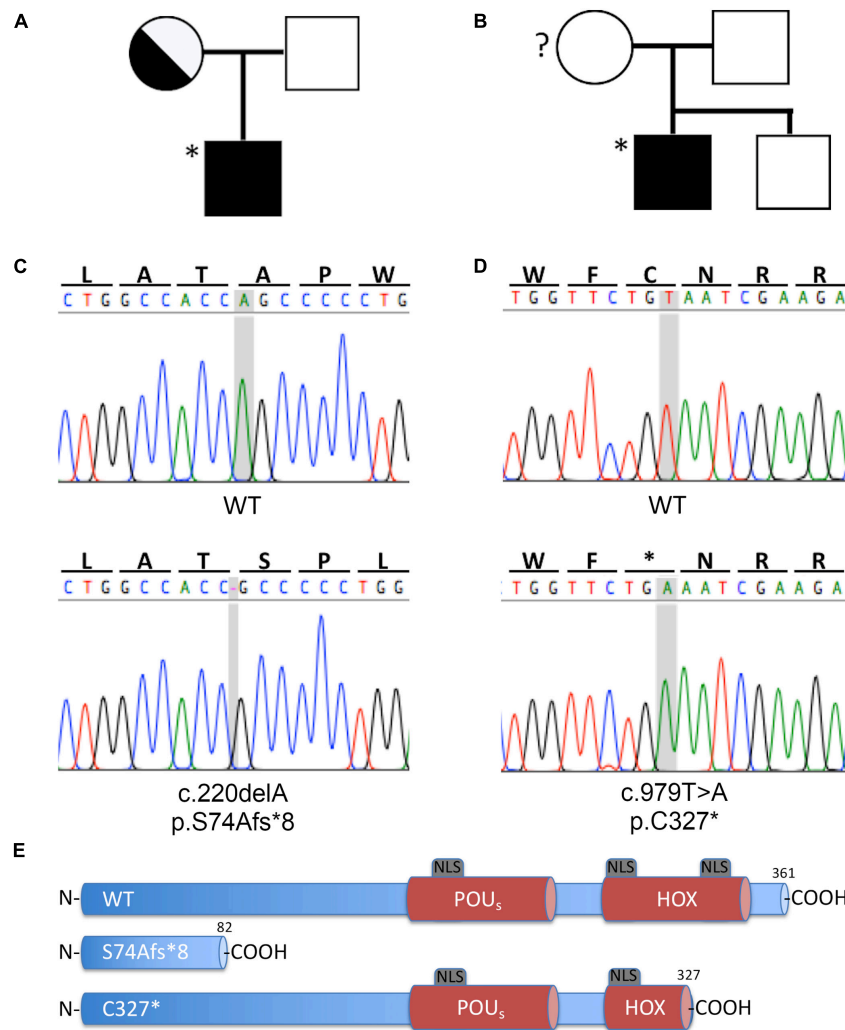 A
*
B
?
*
C
L A T A P W
C T G G C C A C C A G C C C C C T G
WT
L A T S P L
C T G G C C A C C - G C C C C C T G G
c.220delA
p.S74Afs*8
D
W F C N R R
T G G T T C T G T A A T C G A A G A
WT
W F * N R R
T G G T T C T G A A A T C G A A G A
c.979T>A
p.C327*
E
NLS NLS NLS
361
N- WT POUs HOX -COOH
82
N- S74Afs*8 -COOH
NLS NLS
327
N- C327* POUs HOX -COOH